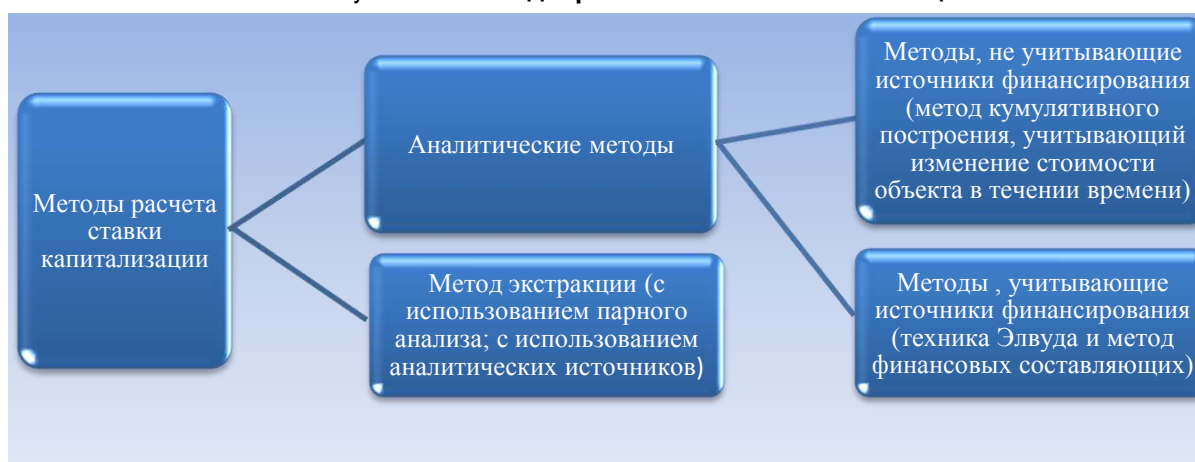 Методы расчета
ставки
капитализации
Аналитические методы
Метод экстракции (с
использованием парного
анализа; с использованием
аналитических источников)
Методы, не учитывающие
источники финансирования
(метод кумулятивного
построения, учитывающий
изменение стоимости
объекта в течении времени)
Методы , учитывающие
источники финансирования
(техника Элвуда и метод
финансовых составляющих)